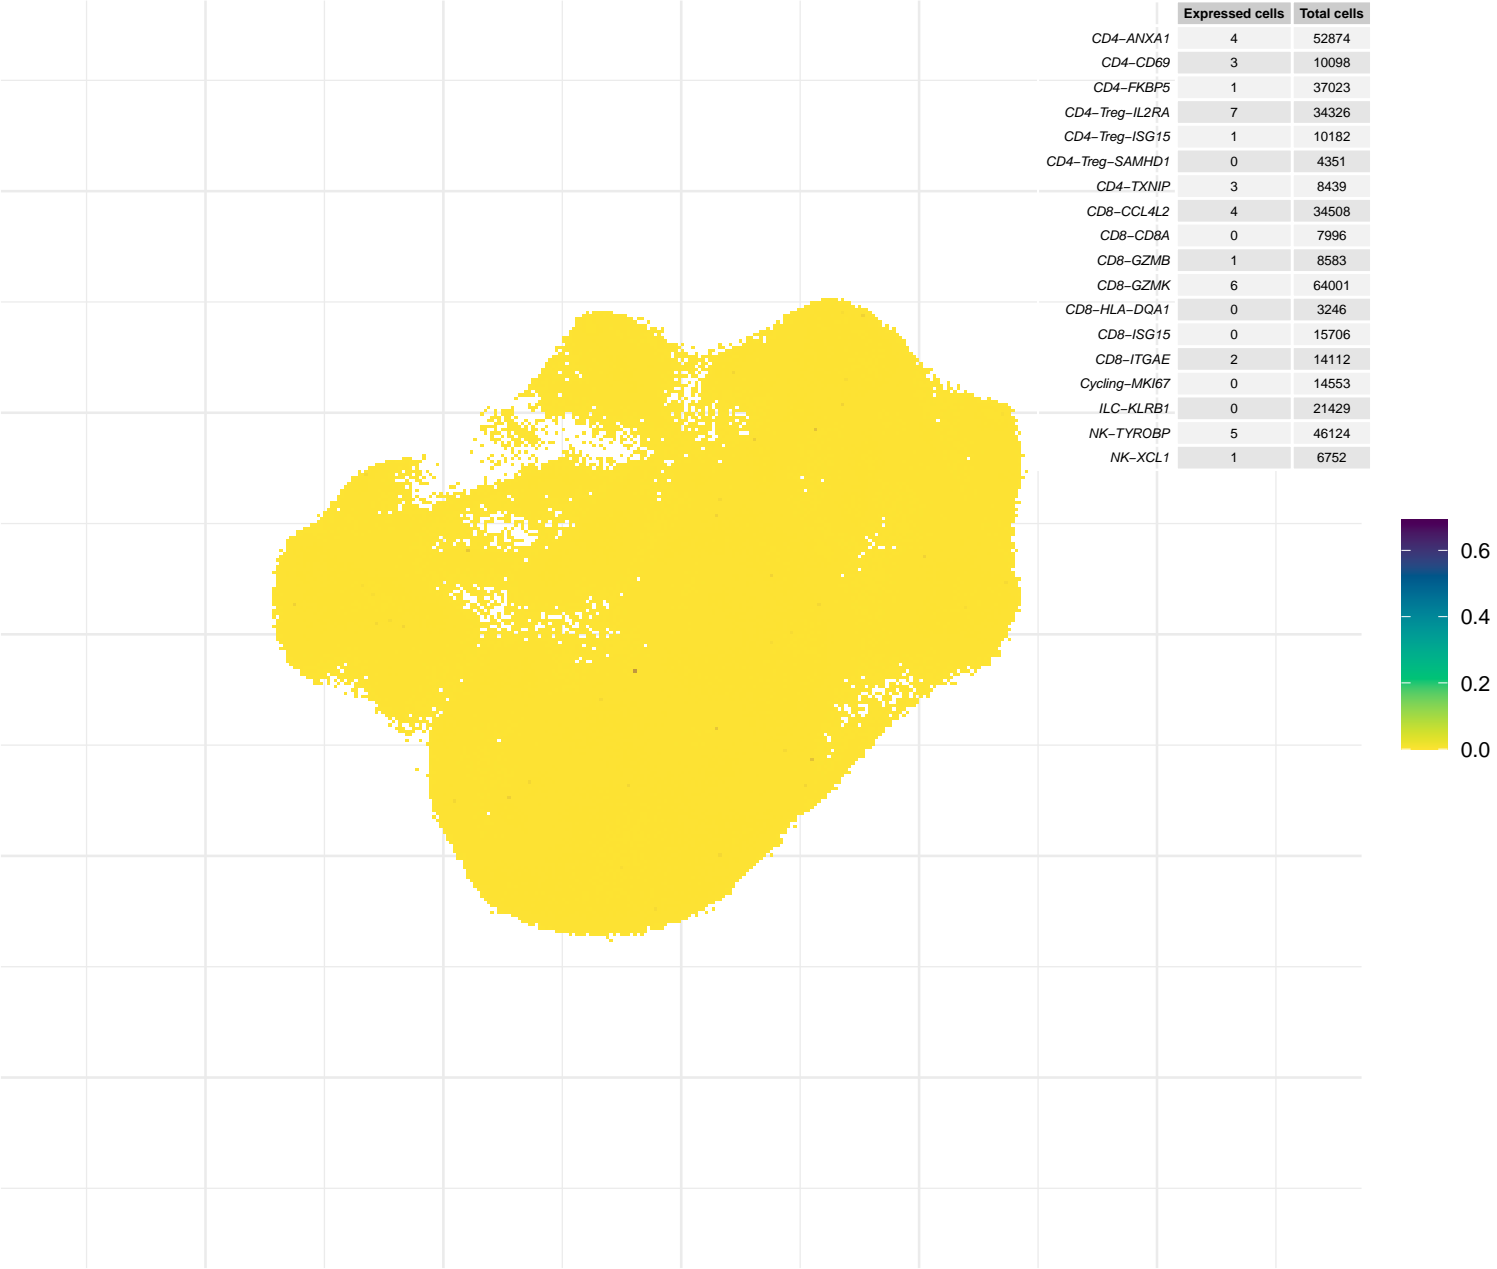 Expressed cells Total cells
CD4−ANXA1 4 52874
CD4−CD69 3 10098
CD4−FKBP5 1 37023
CD4−Treg−IL2RA 7 34326
CD4−Treg−ISG15 1 10182
CD4−Treg−SAMHD1 0 4351
CD4−TXNIP 3 8439
CD8−CCL4L2 4 34508
CD8−CD8A 0 7996
CD8−GZMB 1 8583
CD8−GZMK 6 64001
CD8−HLA−DQA1 0 3246
CD8−ISG15 0 15706
CD8−ITGAE 2 14112
Cycling−MKI67 0 14553
ILC−KLRB1 0 21429
NK−TYROBP 5 46124
NK−XCL1 1 6752
0.6
0.4
0.2
0.0